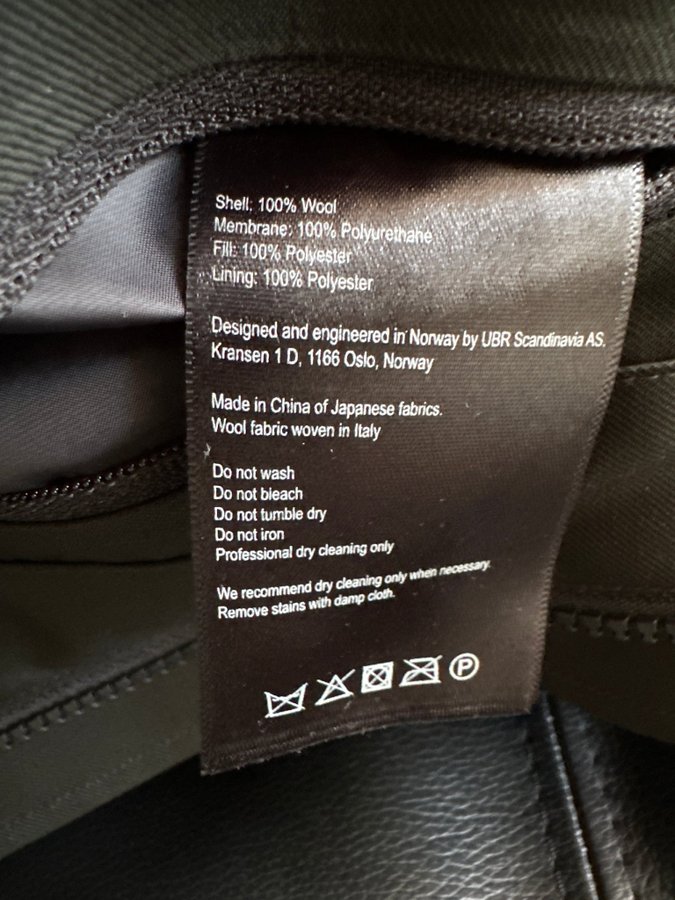 Shell: 100% Wool
Membrane: 100% Polyurethane
Fill: 100% Polyester
Lining: 100% Polyester
Designed and engineered in Norway by UBR Scandinavia AS.
Kransen 1 D, 1166 Oslo, Norway
Made in China of Japanese fabrics.
Wool fabric woven in Italy
Do not wash
Do not bleach
Do not tumble dry
Do not iron
Professional dry cleaning only
We recommend dry cleaning only when necessary.
Remove stains with damp cloth.
P